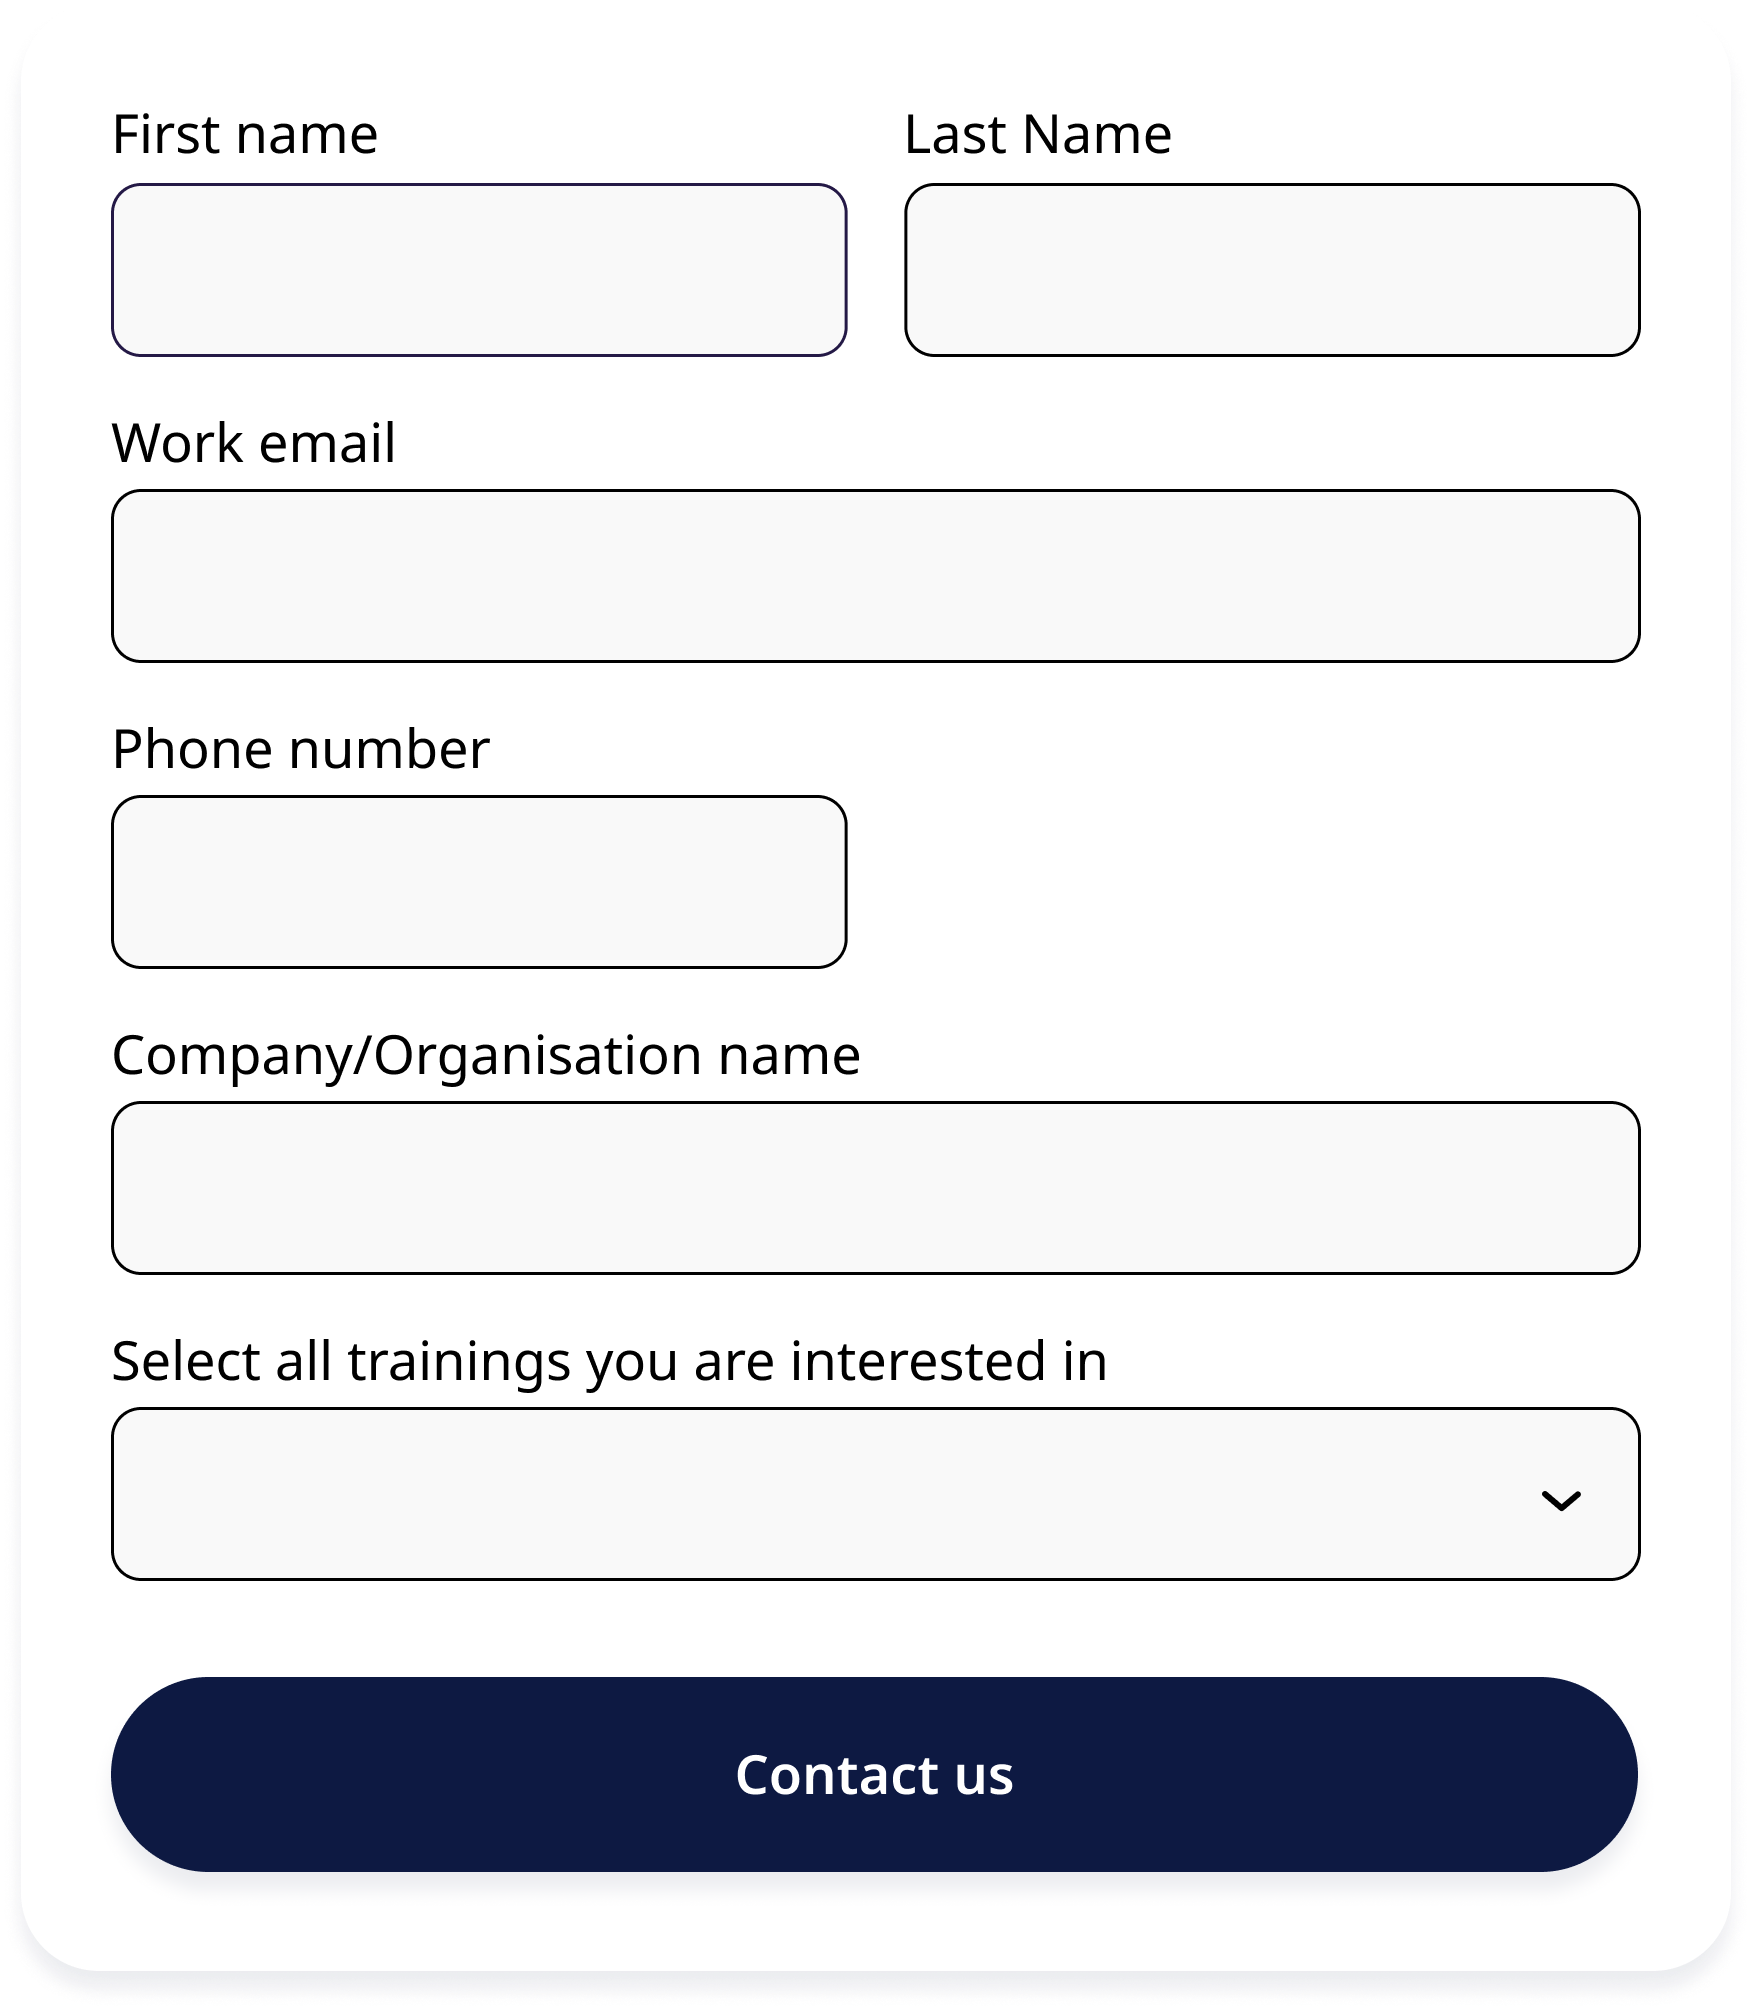 First name
Last Name
Work email
Phone number
Company/Organisation name
Select all trainings you are interested in
Contact us